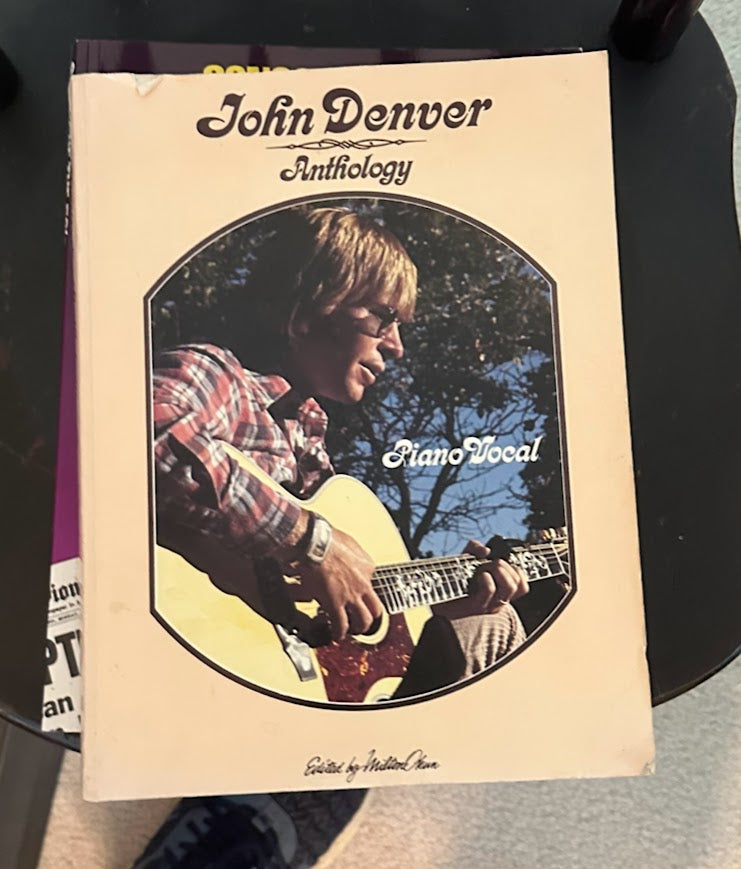 John Denver
Anthology
Piano Vocal
Edited by Milton Okun